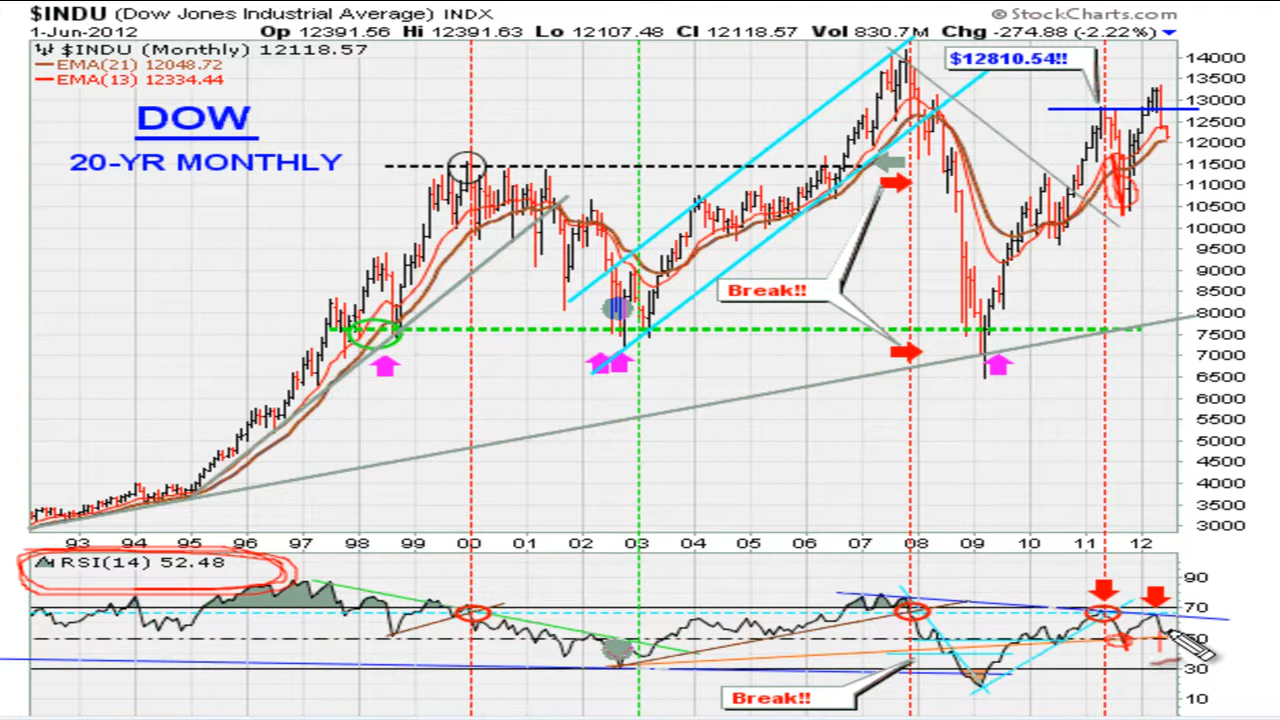 $INDU (Dow Jones Industrial Average) INDX
© StockCharts.com
1-Jun-2012
Op 12391.56 Hi 12391.63 Lo 12107.48 Cl 12118.57 Vol 830.7M Chg -274.88 (-2.22%)
$INDU (Monthly) 12118.57
EMA(21) 12048.72
EMA(13) 12334.44
$12810.54!!
DOW
20-YR MONTHLY
Break!!
14000
13500
13000
12500
12000
11500
11000
10500
10000
9500
9000
8500
8000
7500
7000
6500
6000
5500
5000
4500
4000
3500
3000
93 94 95 96 97 98 99 00 01 02 03 04 05 06 07 08 09 10 11 12
RSI(14) 52.48
90
70
50
30
10
Break!!